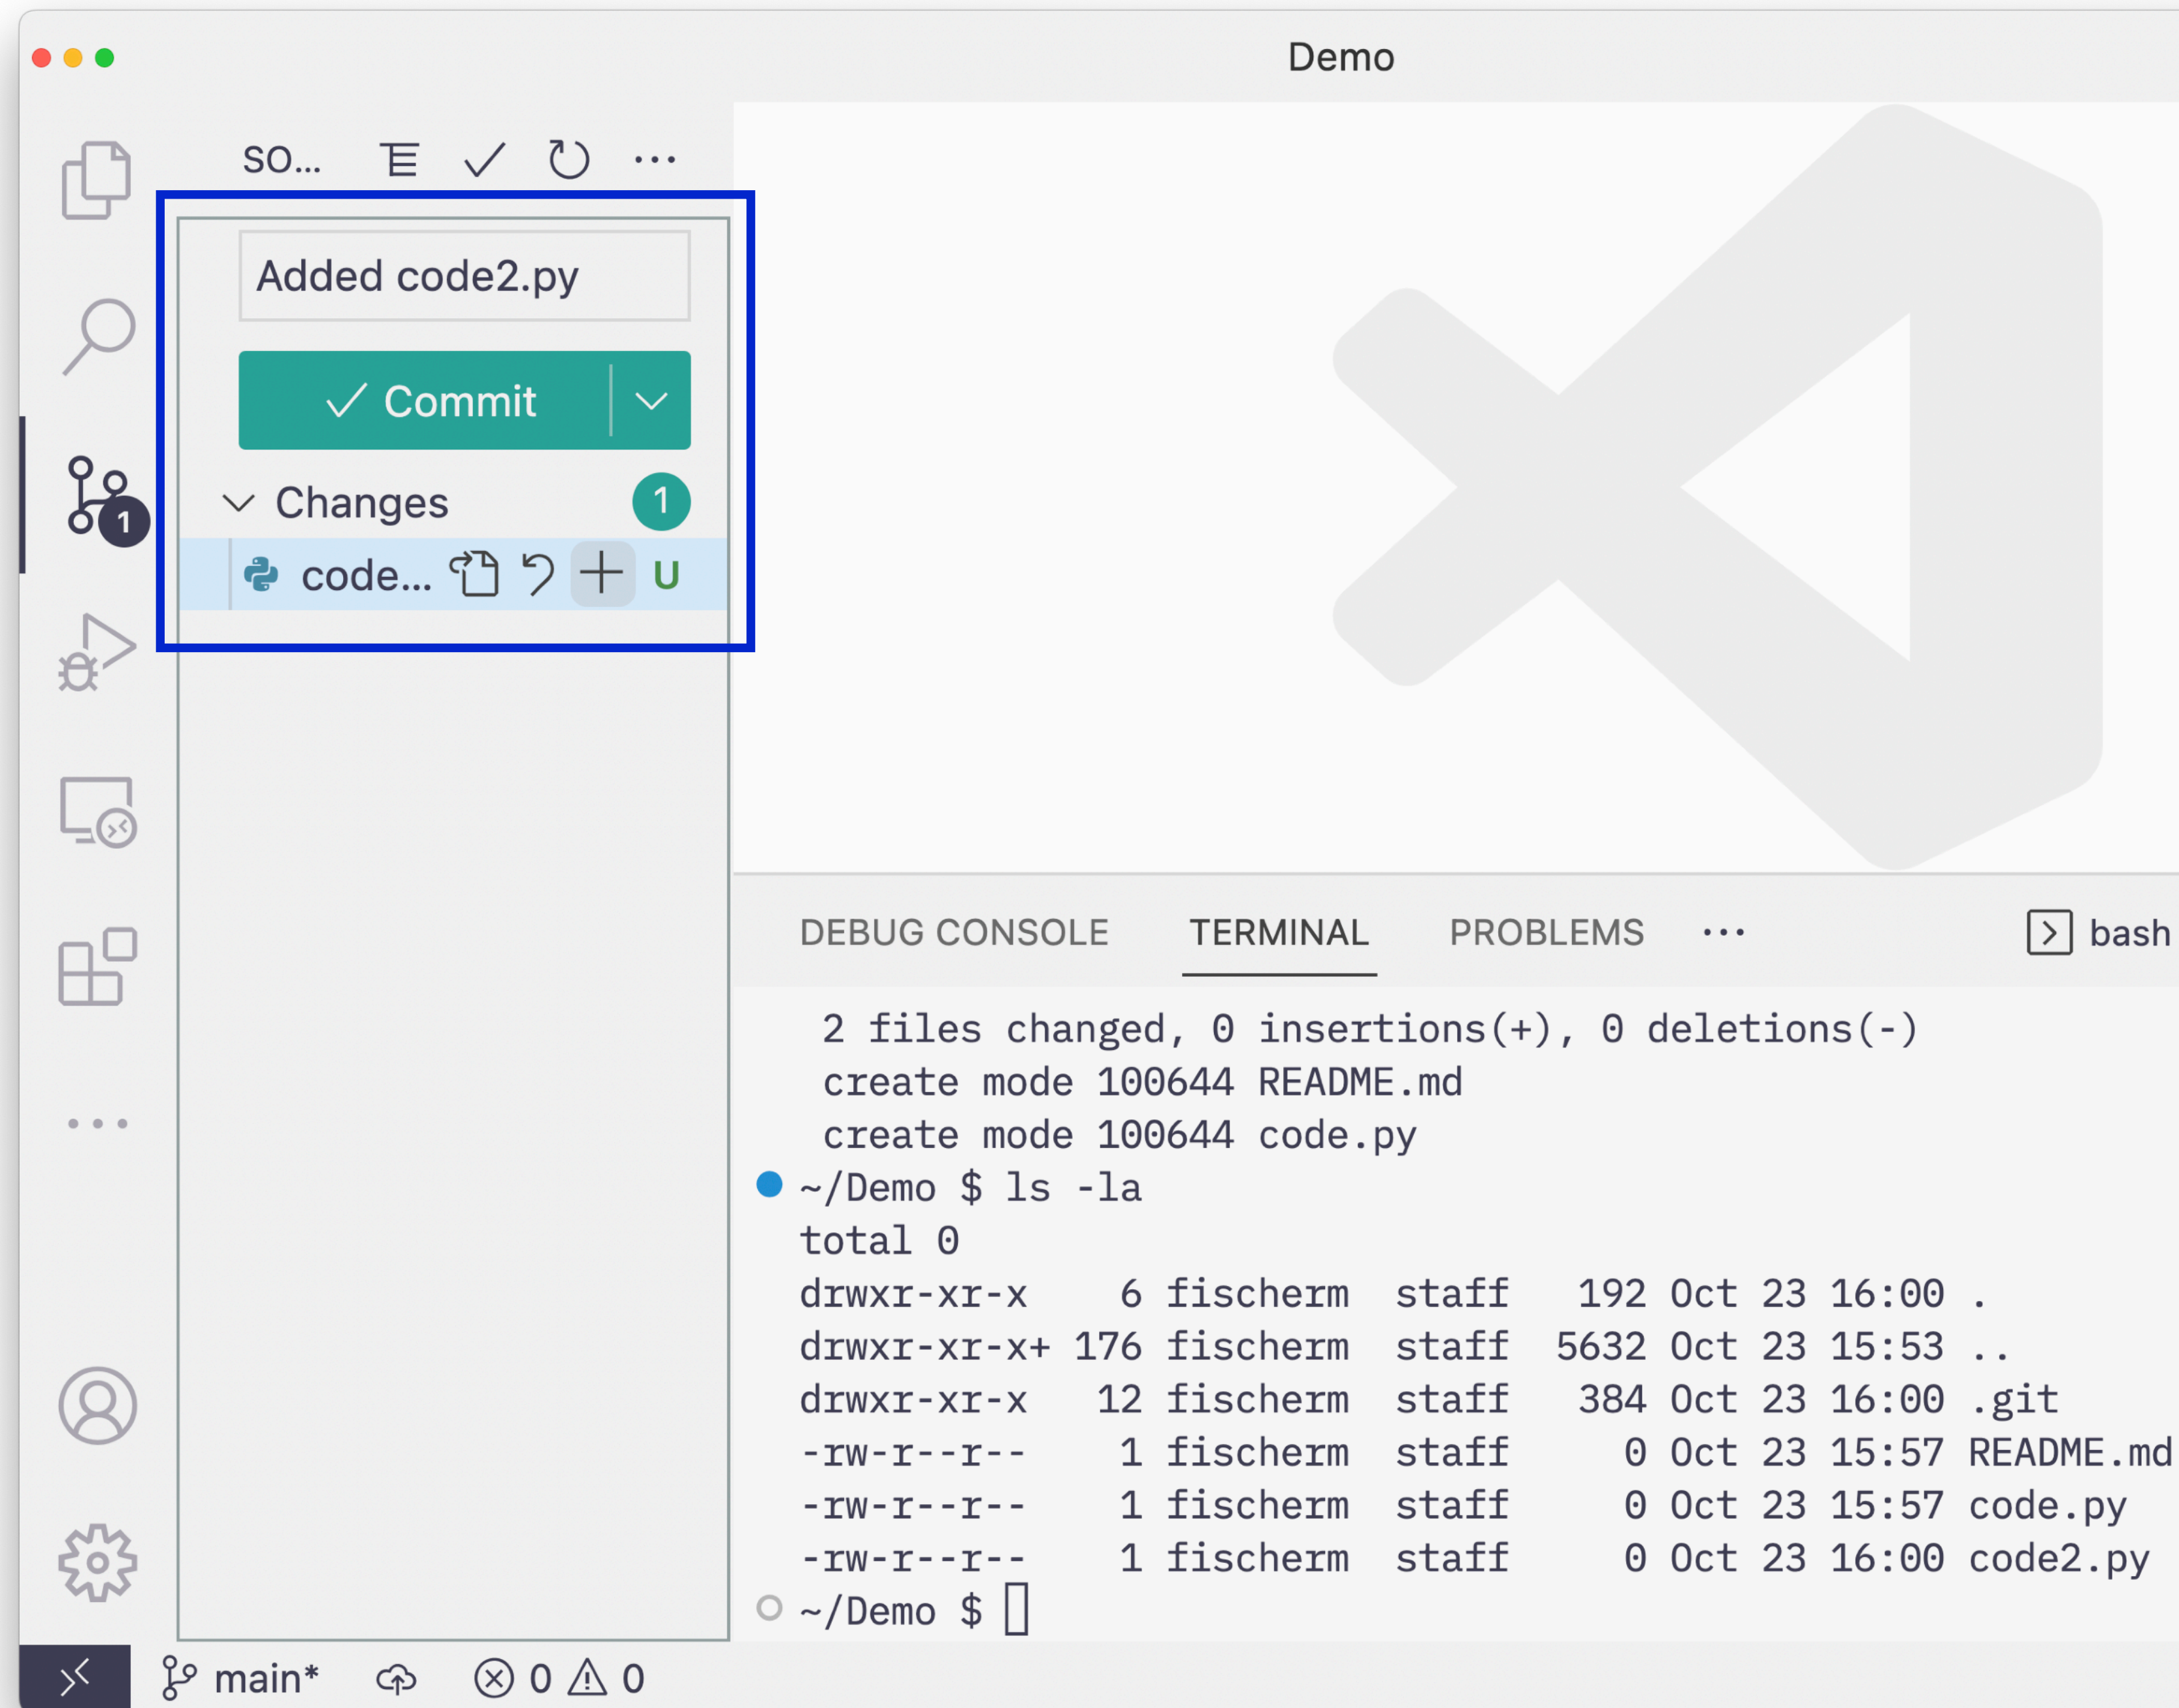 Demo
SO...
Added code2.py
Commit
Changes 1
code... U
1
DEBUG CONSOLE TERMINAL PROBLEMS ... bash
2 files changed, 0 insertions(+), 0 deletions(-)
create mode 100644 README.md
create mode 100644 code.py
~/Demo $ ls -la
total 0
drwxr-xr-x 6 fischerm staff 192 Oct 23 16:00 .
drwxr-xr-x+ 176 fischerm staff 5632 Oct 23 15:53 ..
drwxr-xr-x 12 fischerm staff 384 Oct 23 16:00 .git
-rw-r--r-- 1 fischerm staff 0 Oct 23 15:57 README.md
-rw-r--r-- 1 fischerm staff 0 Oct 23 15:57 code.py
-rw-r--r-- 1 fischerm staff 0 Oct 23 16:00 code2.py
~/Demo $
main* 0 0